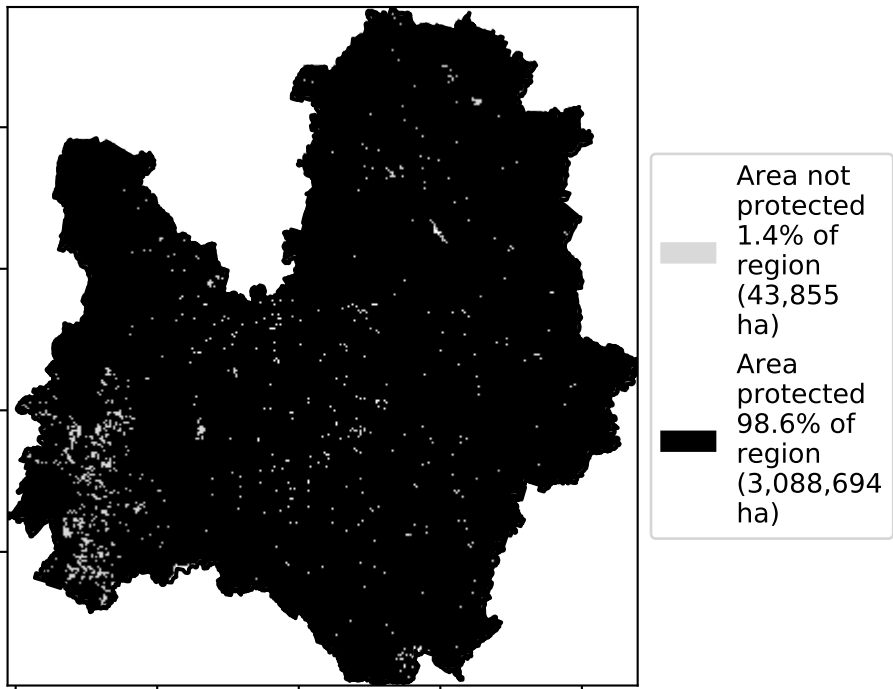 Area not
protected
1.4% of
region
(43,855
ha)
Area
protected
98.6% of
region
(3,088,694
ha)